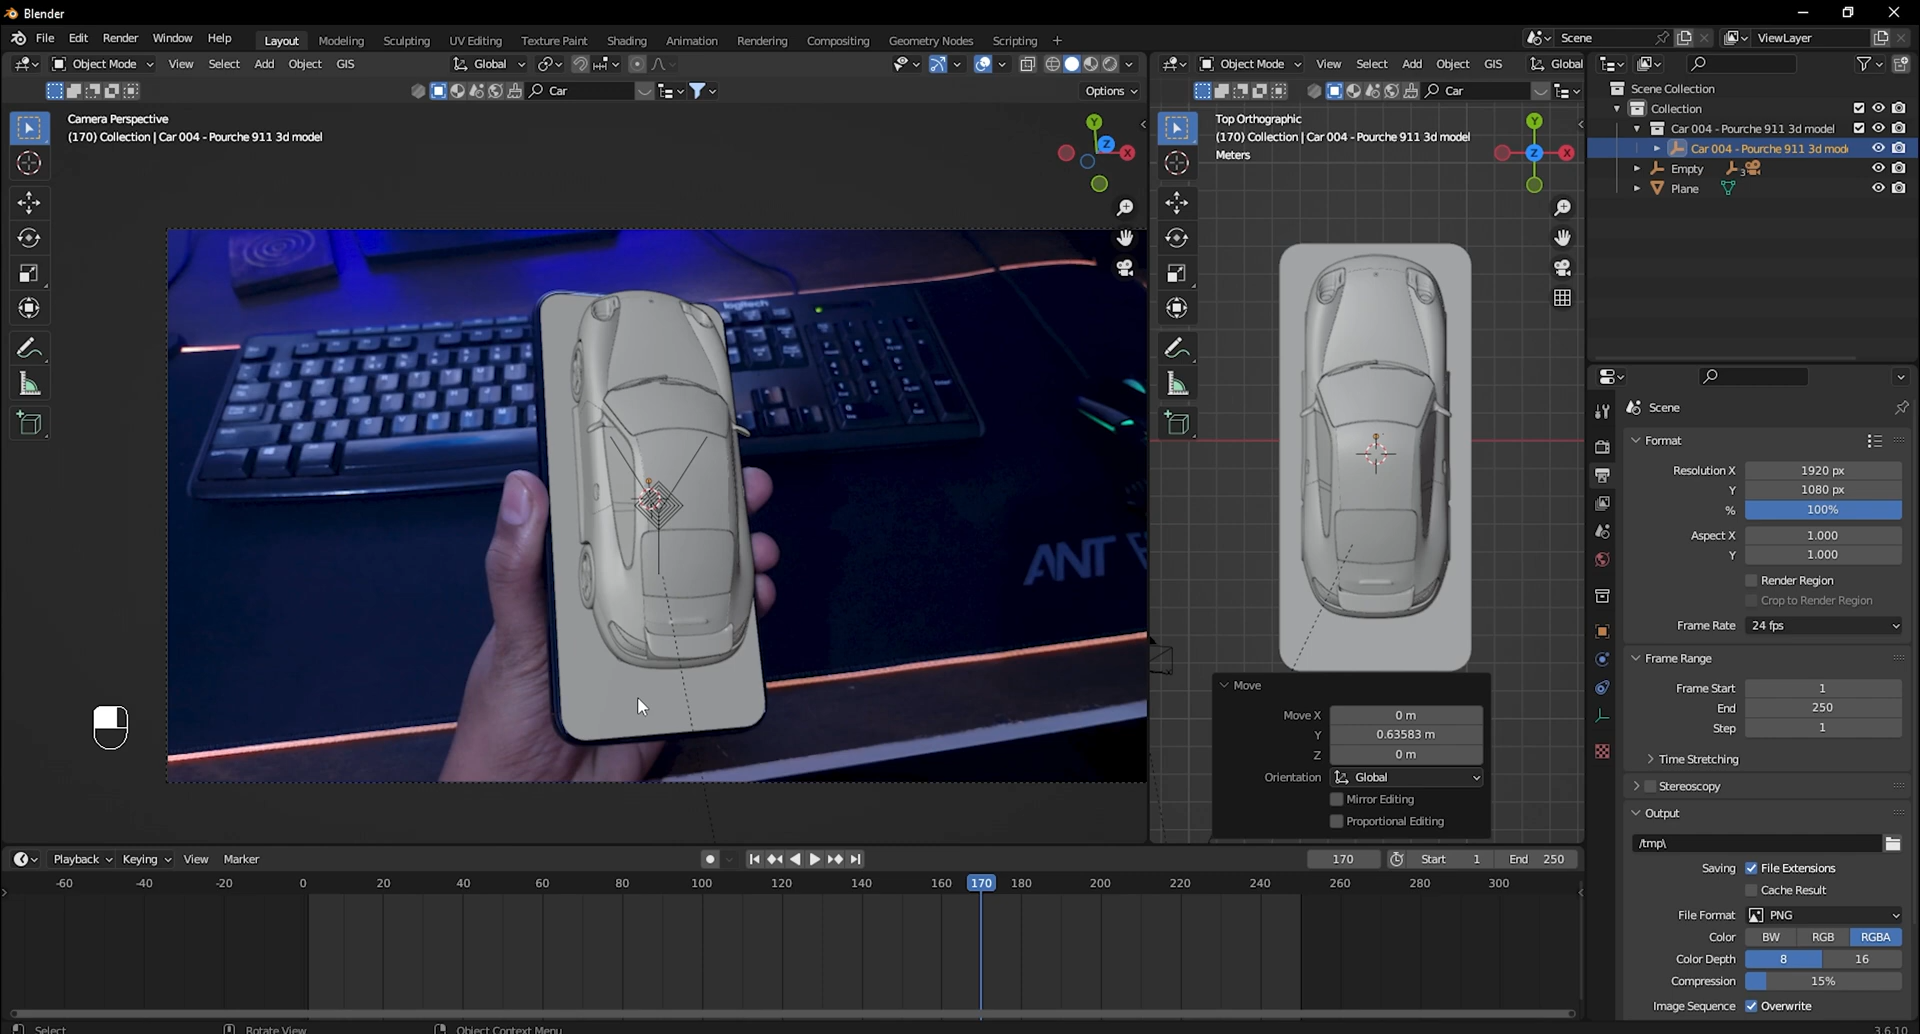 Blender
File Edit Render Window Help
Layout Modeling Sculpting UV Editing Texture Paint Shading Animation Rendering Compositing Geometry Nodes Scripting +
Scene ViewLayer
Object Mode View Select Add Object GIS Global
Object Mode View Select Add Object GIS Global
Car Options
Car
Camera Perspective
(170) Collection | Car 004 - Pourche 911 3d model
Y Z X
logitech
ANT
Top Orthographic
(170) Collection | Car 004 - Pourche 911 3d model
Meters
Y Z X
Move
Move X 0 m
Y 0.63583 m
Z 0 m
Orientation Global
Mirror Editing
Proportional Editing
Scene Collection
Collection
Car 004 - Pourche 911 3d model
Car 004 - Pourche 911 3d mod
Empty 3
Plane
Scene
Format
Resolution X 1920 px
Y 1080 px
% 100%
Aspect X 1.000
Y 1.000
Render Region
Crop to Render Region
Frame Rate 24 fps
Frame Range
Frame Start 1
End 250
Step 1
Time Stretching
Stereoscopy
Output
/tmp\
Saving File Extensions
Cache Result
File Format PNG
Color BW RGB RGBA
Color Depth 8 16
Compression 15%
Image Sequence Overwrite
Playback Keying View Marker
170 Start 1 End 250
-60 -40 -20 0 20 40 60 80 100 120 140 160 170 180 200 220 240 260 280 300
Select Rotate View Object Context Menu 3.6.10